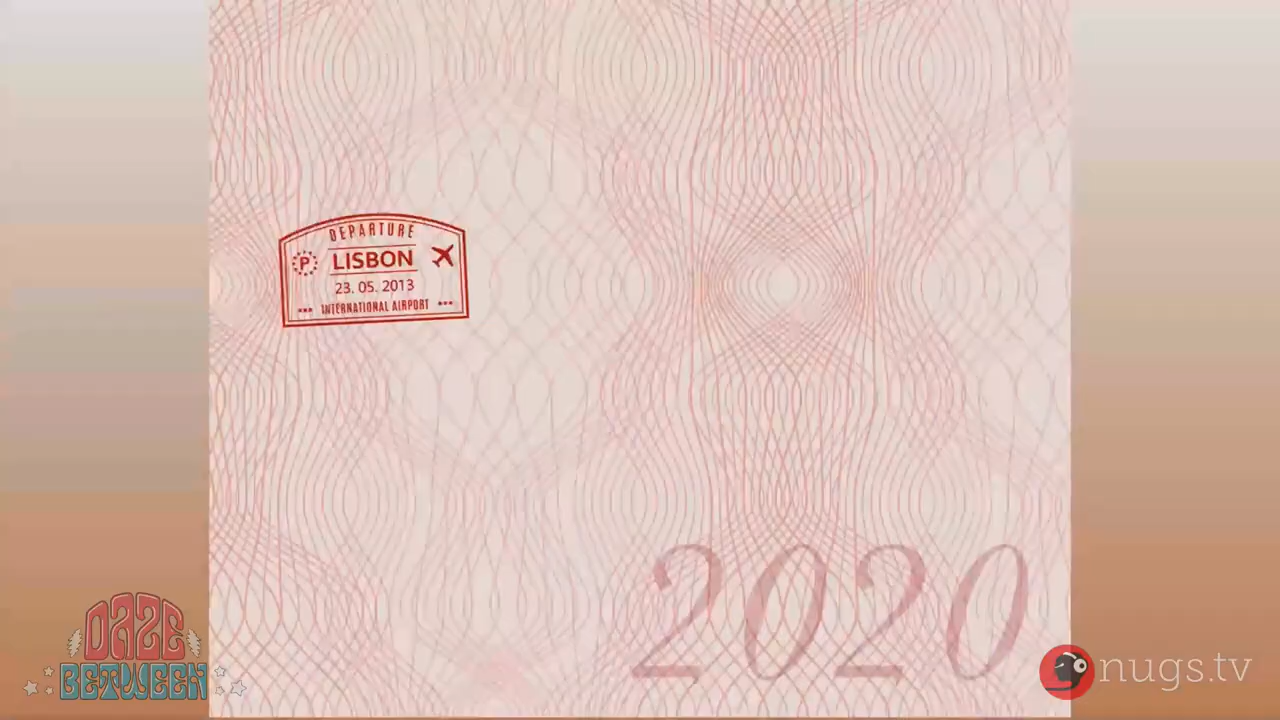 DEPARTURE
P
LISBON
23. 05. 2013
INTERNATIONAL AIRPORT
2020
DAZE
BETWEEN
nugs.tv